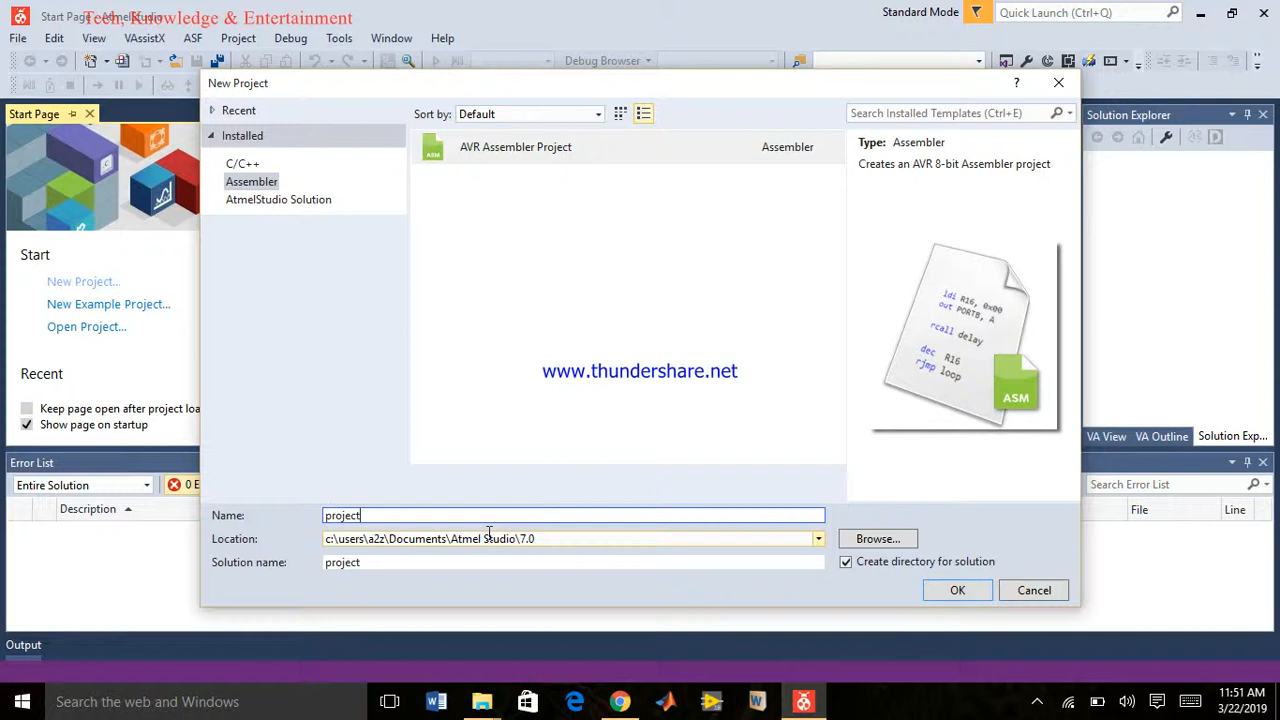 Start Page - AtmelStudio
Tech, Knowledge & Entertainment
Standard Mode
Quick Launch (Ctrl+Q)
File Edit View VAssistX ASF Project Debug Tools Window Help
Debug Browser
New Project
Start Page
Recent
Installed
C/C++
Assembler
AtmelStudio Solution
Sort by: Default
AVR Assembler Project Assembler
Search Installed Templates (Ctrl+E)
Type: Assembler
Creates an AVR 8-bit Assembler project
ldi R16, 0x00
out PORTB, A
rcall delay
dec R16
rjmp loop
ASM
ASM
www.thundershare.net
Start
New Project...
New Example Project...
Open Project...
Recent
Keep page open after project loa
Show page on startup
Solution Explorer
VA View VA Outline Solution Exp...
Error List
Entire Solution
0 E
Search Error List
Description
File Line
Name: project
Location: c:\users\a2z\Documents\Atmel Studio\7.0
Browse...
Solution name: project
Create directory for solution
OK Cancel
Output
Search the web and Windows
11:51 AM
3/22/2019